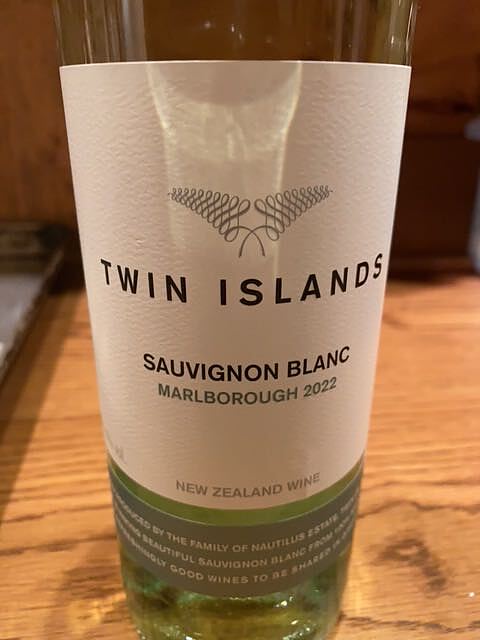 TWIN ISLANDS
SAUVIGNON BLANC
MARLBOROUGH 2022
NEW ZEALAND WINE
PRODUCED BY THE FAMILY OF NAUTILUS ESTATE,
BEAUTIFUL SAUVIGNON BLANC FROM
GOOD WINES TO BE SHARED